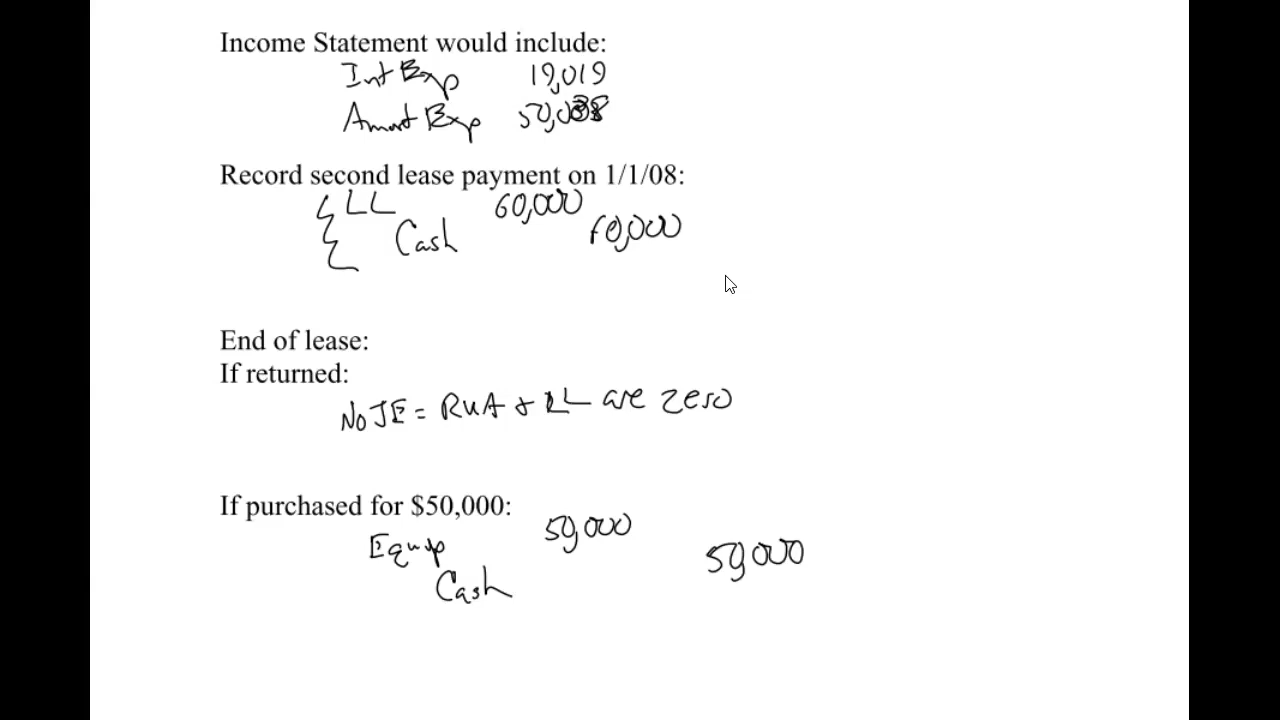 Income Statement would include:
Int Exp 19,019
Amort Exp 50,038
Record second lease payment on 1/1/08:
LL 60,000
Cash 60,000
End of lease:
If returned:
No JE = RUA & LL are zero
If purchased for $50,000:
Equip 50,000
Cash 50,000